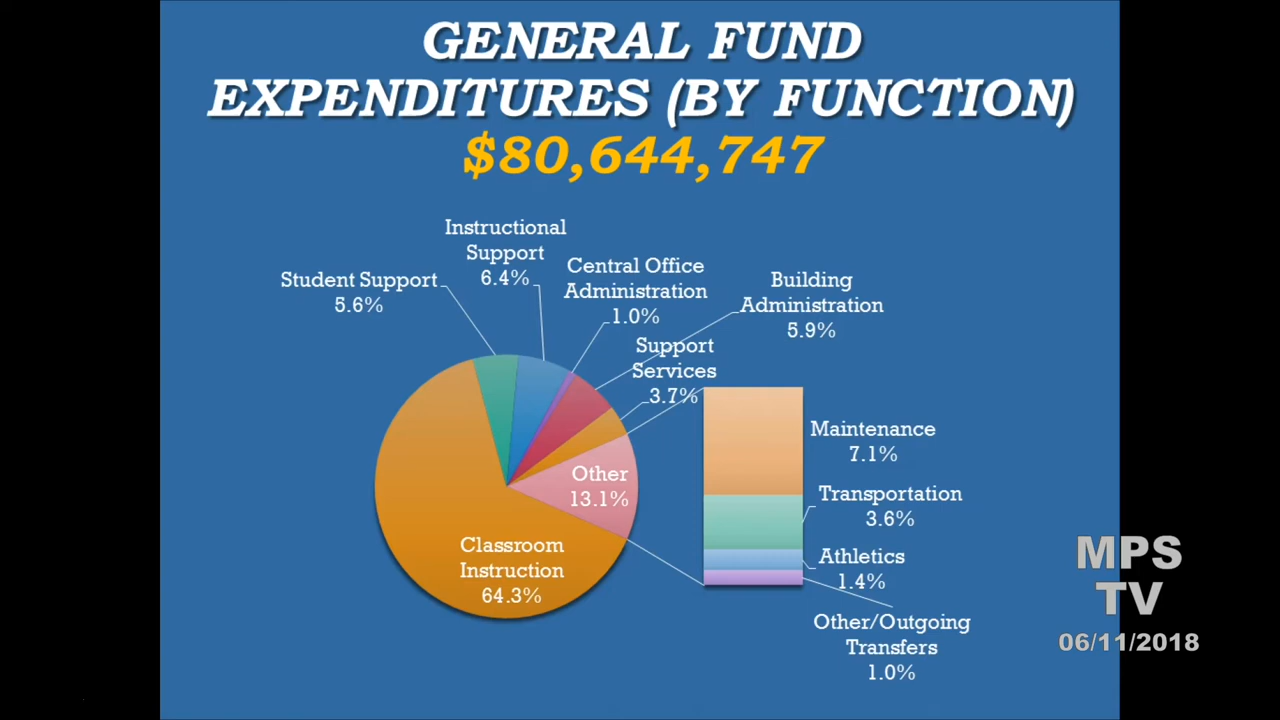 GENERAL FUND
EXPENDITURES (BY FUNCTION)
$80,644,747
Instructional
Support
6.4%
Student Support
5.6%
Central Office
Administration
1.0%
Building
Administration
5.9%
Support
Services
3.7%
Other
13.1%
Classroom
Instruction
64.3%
Maintenance
7.1%
Transportation
3.6%
Athletics
1.4%
Other/Outgoing
Transfers
1.0%
MPS
TV
06/11/2018